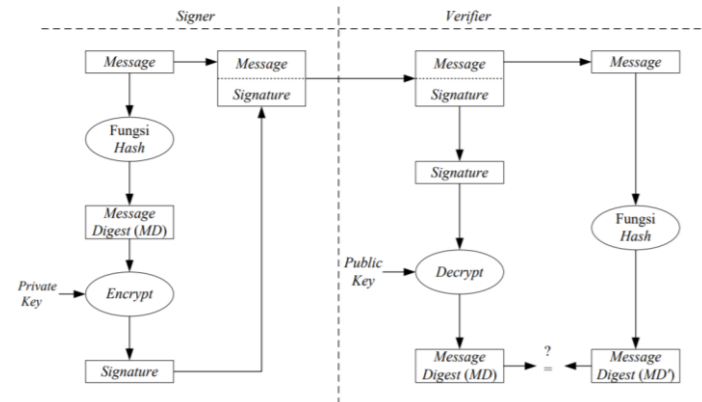 Signer
Verifier
Message
Message
Signature
Fungsi
Hash
Message
Digest (MD)
Private
Key
Encrypt
Signature
Message
Signature
Message
Signature
Fungsi
Hash
Public
Key
Decrypt
Message
Digest (MD)
?
=
Message
Digest (MD')